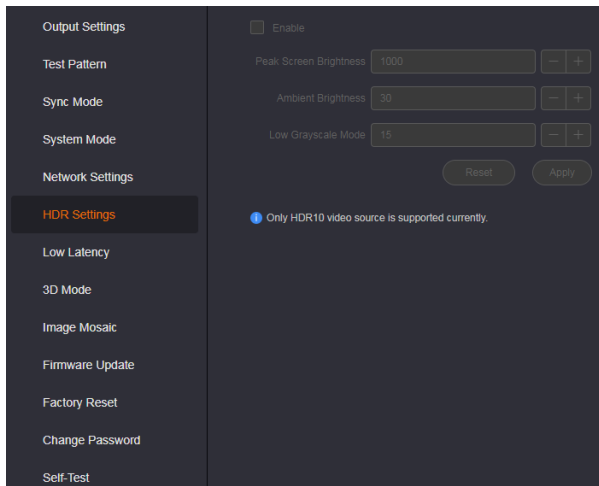 Output Settings
Test Pattern
Sync Mode
System Mode
Network Settings
HDR Settings
Low Latency
3D Mode
Image Mosaic
Firmware Update
Factory Reset
Change Password
Self-Test
Enable
Peak Screen Brightness 1000 − +
Ambient Brightness 30 − +
Low Grayscale Mode 15 − +
Reset Apply
Only HDR10 video source is supported currently.